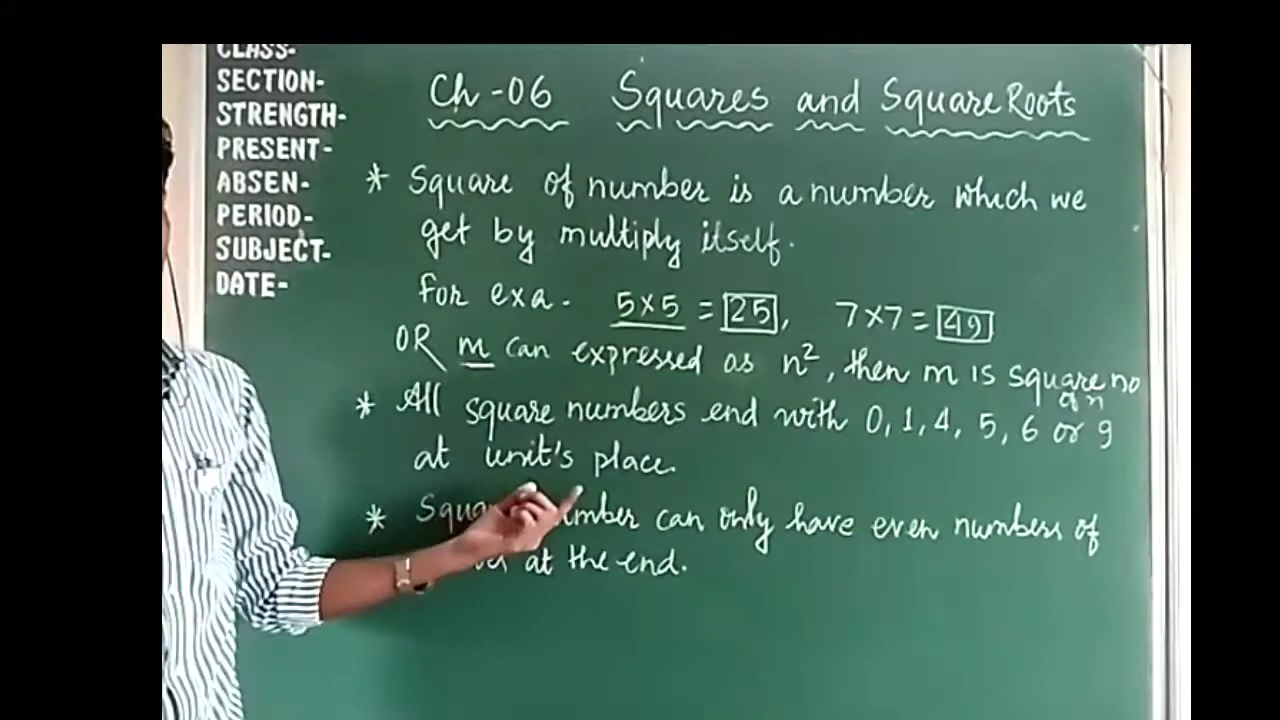 CLASS-
SECTION-
STRENGTH-
PRESENT-
ABSEN-
PERIOD-
SUBJECT-
DATE-
Ch-06 Squares and Square Roots
* Square of number is a number which we
get by multiply itself.
for exa. 5×5 = 25, 7×7 = 49
OR m can expressed as n², then m is square no
of n
* All square numbers end with 0, 1, 4, 5, 6 or 9
at unit's place.
* can only have even numbers of
at the end.